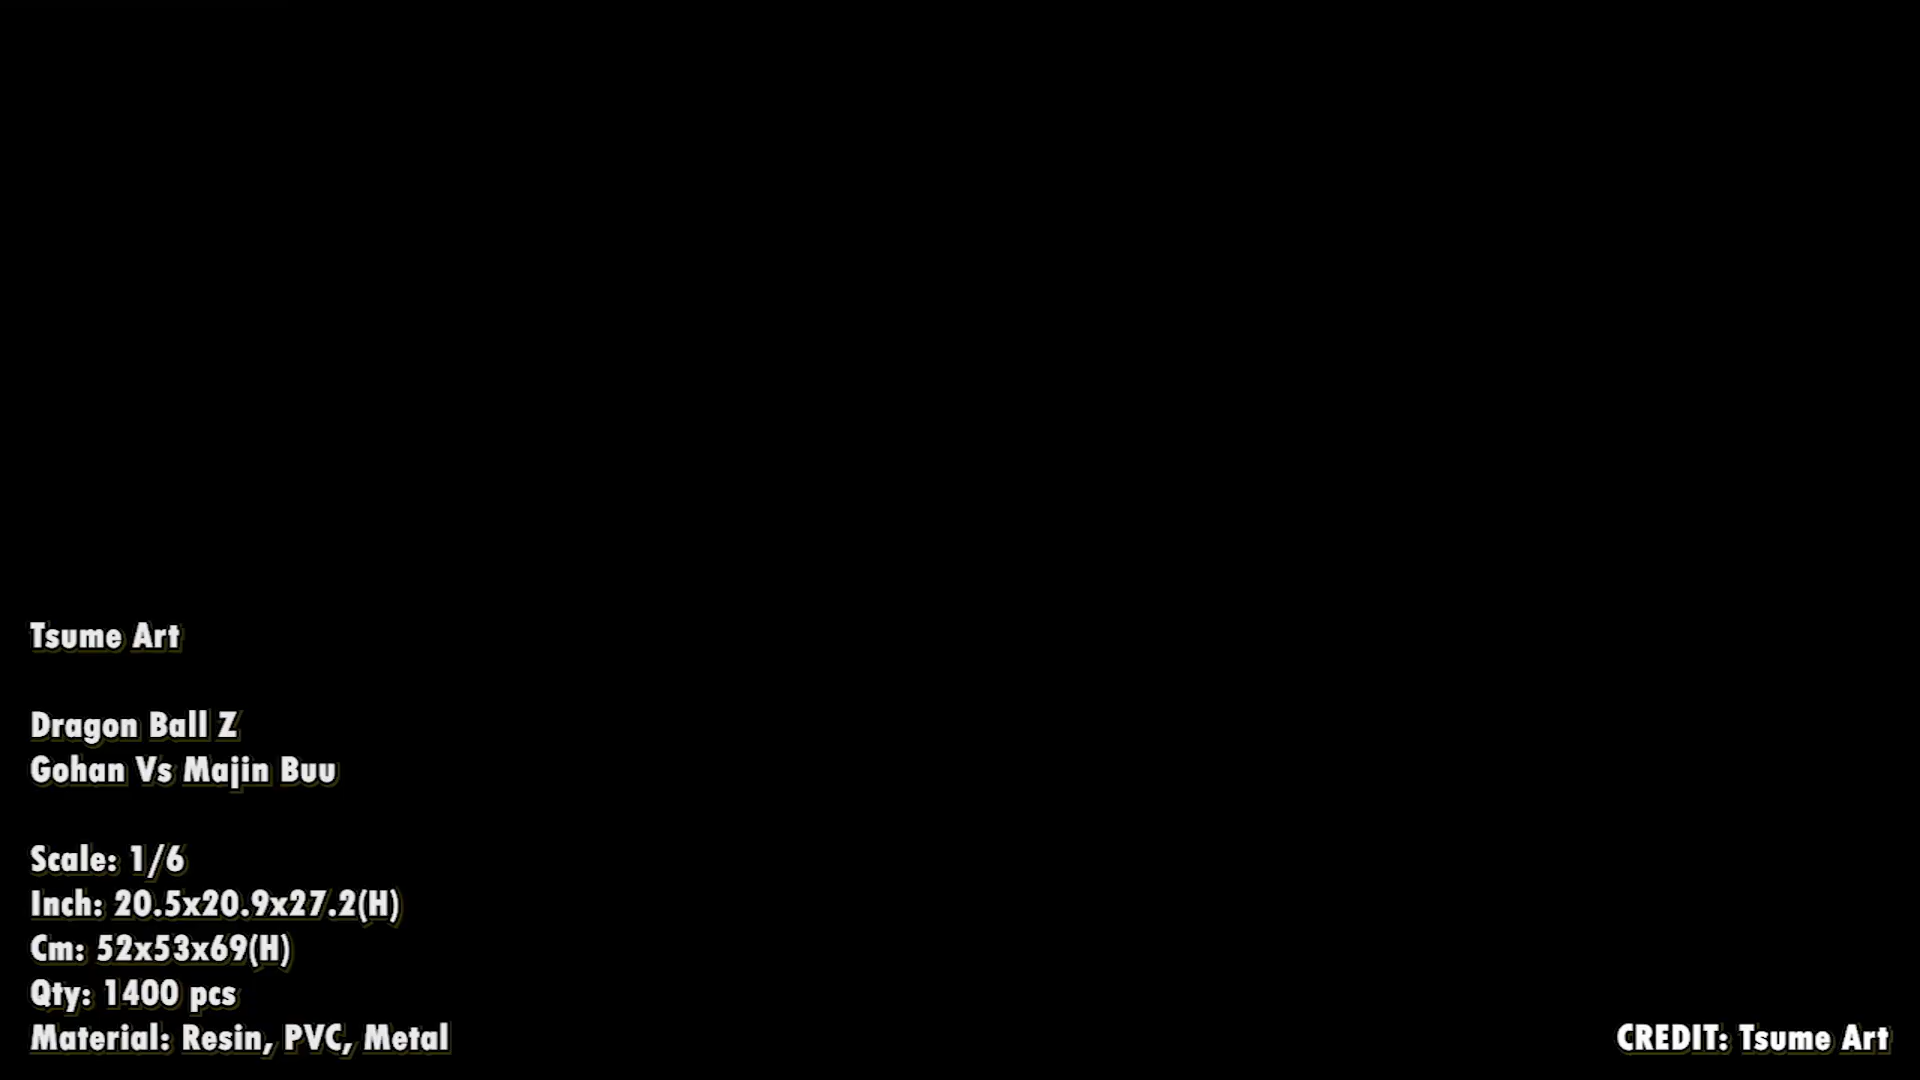 Tsume Art
Dragon Ball Z
Gohan Vs Majin Buu
Scale: 1/6
Inch: 20.5x20.9x27.2(H)
Cm: 52x53x69(H)
Qty: 1400 pcs
Material: Resin, PVC, Metal
CREDIT: Tsume Art